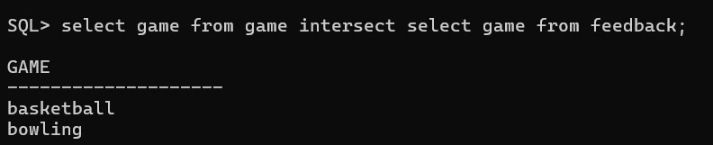 SQL> select game from game intersect select game from feedback;
GAME
--------------------
basketball
bowling